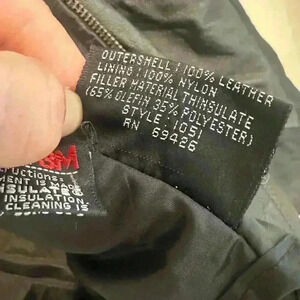 OUTERSHELL: 100% LEATHER
LINING: 100% NYLON
FILLER MATERIAL THINSULATE
(65% OLEFIN 35% POLYESTER)
STYLE: 1051
RN 69426
INSULATION
CLEANING IS